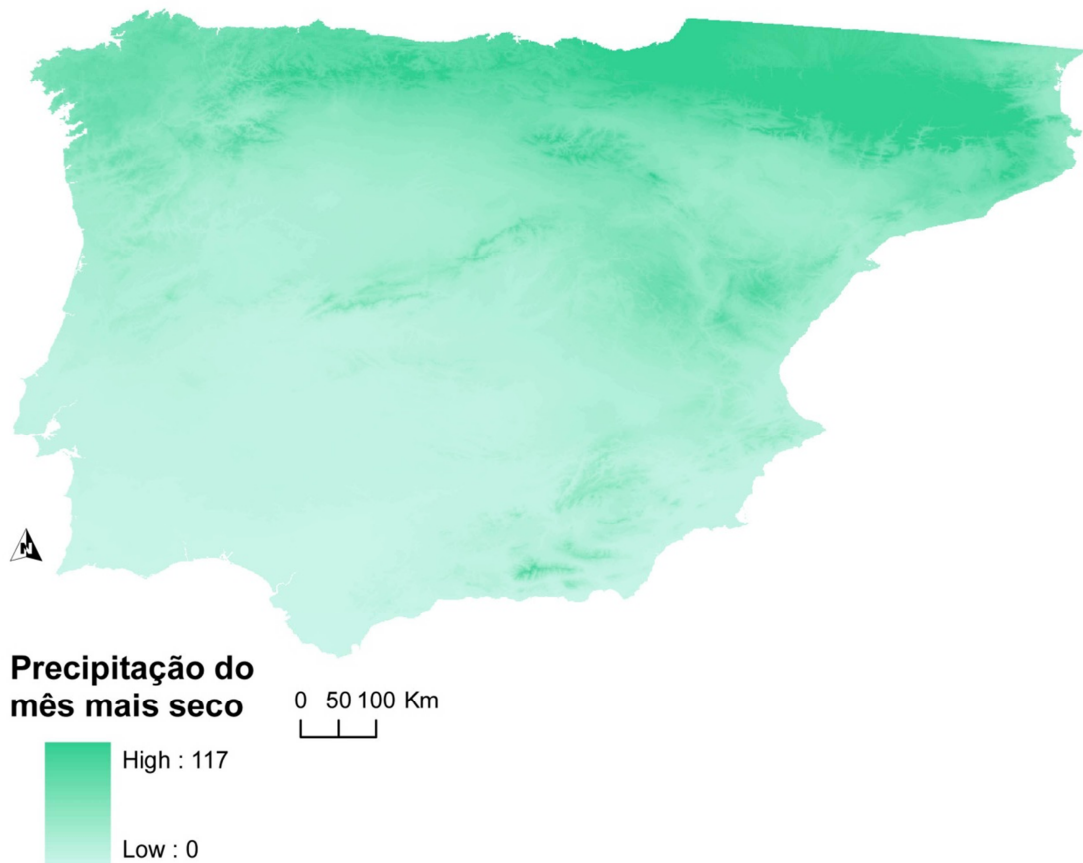 N
Precipitação do
mês mais seco
0 50 100 Km
High : 117
Low : 0